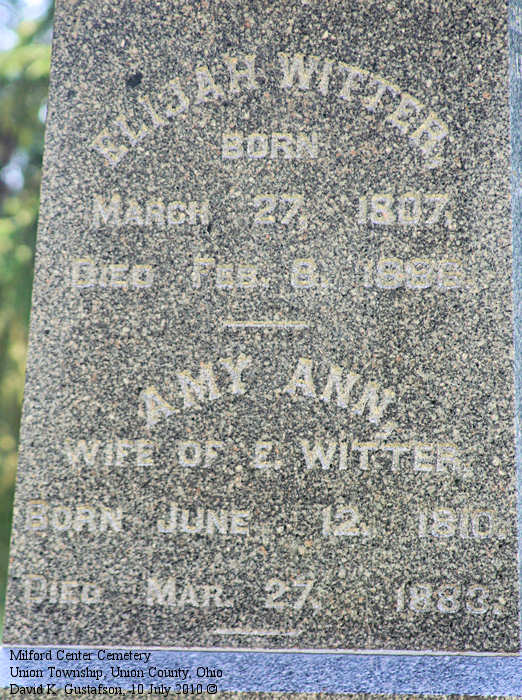 ELIJAH WITTER,
BORN
MARCH 27, 1807,
DIED FEB. 8,
AMY ANN,
WIFE OF E. WITTER,
BORN JUNE 12, 1810.
DIED MAR. 27, 1883.
Milford Center Cemetery
Union Township, Union County, Ohio
David K. Gustafson, 10 July 2010 ©